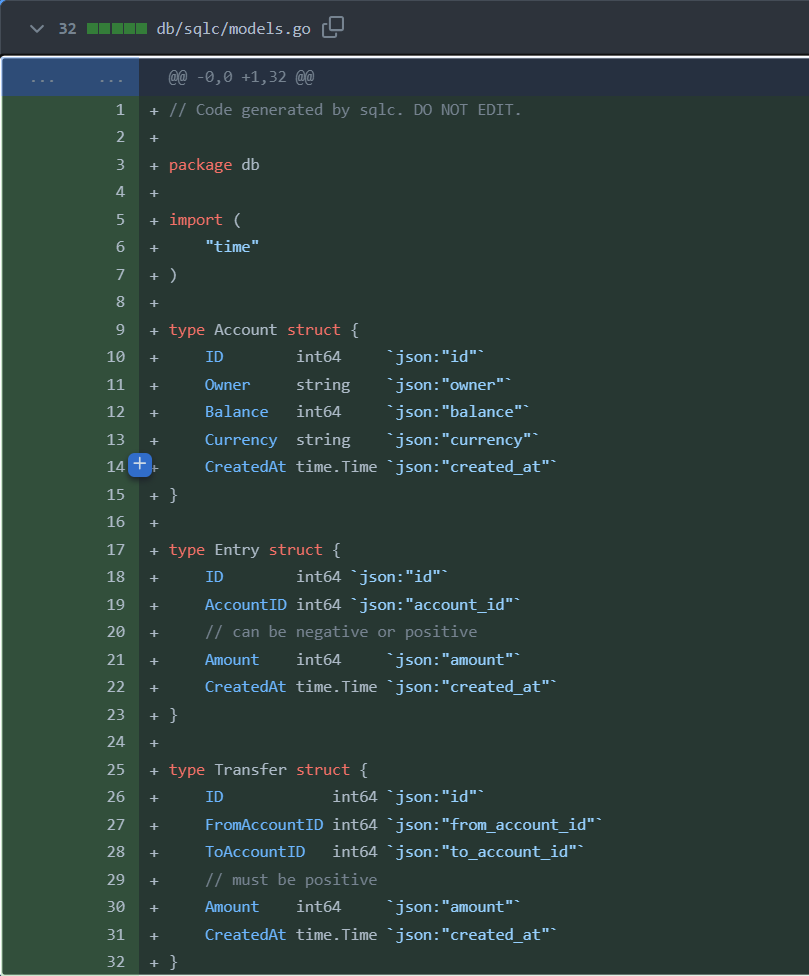 32 db/sqlc/models.go
... ... @@ -0,0 +1,32 @@
1 + // Code generated by sqlc. DO NOT EDIT.
2 +
3 + package db
4 +
5 + import (
6 +     "time"
7 + )
8 +
9 + type Account struct {
10 +     ID        int64     `json:"id"`
11 +     Owner     string    `json:"owner"`
12 +     Balance   int64     `json:"balance"`
13 +     Currency  string    `json:"currency"`
14 +     CreatedAt time.Time `json:"created_at"`
15 + }
16 +
17 + type Entry struct {
18 +     ID        int64 `json:"id"`
19 +     AccountID int64 `json:"account_id"`
20 +     // can be negative or positive
21 +     Amount    int64     `json:"amount"`
22 +     CreatedAt time.Time `json:"created_at"`
23 + }
24 +
25 + type Transfer struct {
26 +     ID            int64 `json:"id"`
27 +     FromAccountID int64 `json:"from_account_id"`
28 +     ToAccountID   int64 `json:"to_account_id"`
29 +     // must be positive
30 +     Amount    int64     `json:"amount"`
31 +     CreatedAt time.Time `json:"created_at"`
32 + }